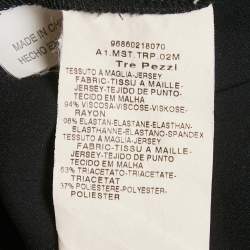 MADE IN
HECHO EN
96860218070
A1.MST.TRP.02M
Tre Pezzi
TESSUTO A MAGLIA-JERSEY
FABRIC-TISSU A MAILLE-
JERSEY-TEJIDO DE PUNTO-
TECIDO EM MALHA
94% VISCOSA-VISCOSE-VISKOSE-
RAYON
06% ELASTAN-ELASTANE-ELASTHAN-
ELASTHANNE-ELASTANO-SPANDEX
TESSUTO A MAGLIA-JERSEY
FABRIC-TISSU A MAILLE-
JERSEY-TEJIDO DE PUNTO-
TECIDO EM MALHA
63% TRIACETATO-TRIACETATE-
TRIACETAT
37% POLIESTERE-POLYESTER-
POLIESTER